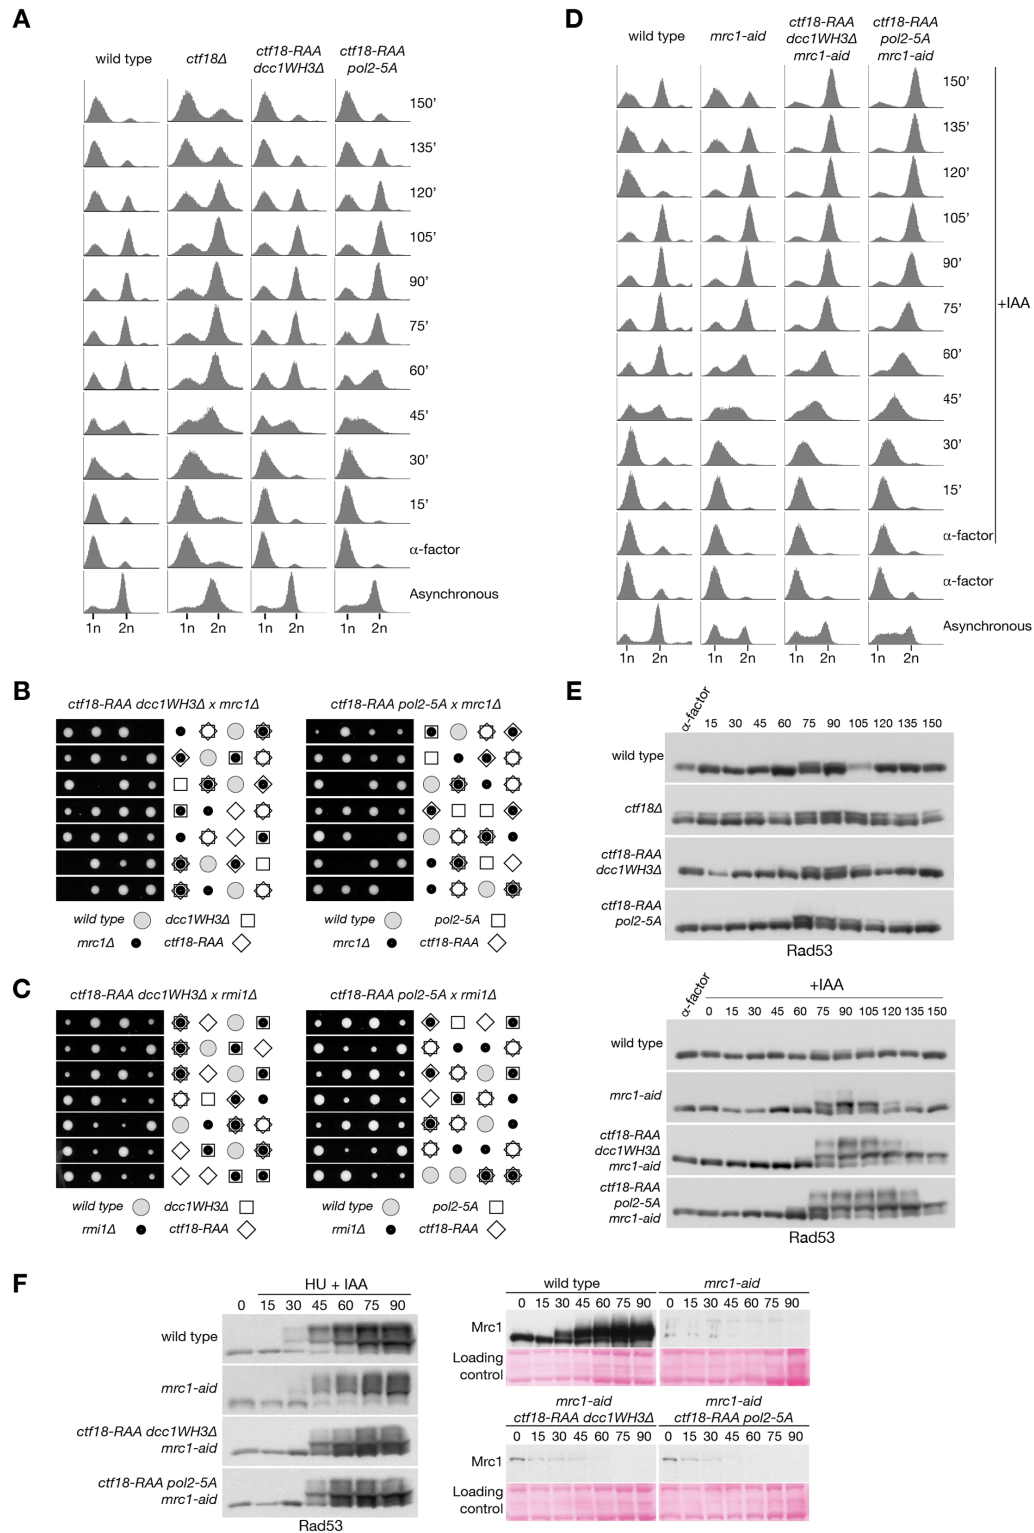 A
wild type
ctf18Δ
ctf18-RAA
dcc1WH3Δ
ctf18-RAA
pol2-5A
150'
135'
120'
105'
90'
75'
60'
45'
30'
15'
α-factor
Asynchronous
1n 2n 1n 2n 1n 2n 1n 2n
D
wild type
mrc1-aid
ctf18-RAA
dcc1WH3Δ
mrc1-aid
ctf18-RAA
pol2-5A
mrc1-aid
150'
135'
120'
105'
90'
75'
60'
45'
30'
15'
α-factor
α-factor
Asynchronous
+IAA
1n 2n 1n 2n 1n 2n 1n 2n
B
ctf18-RAA dcc1WH3Δ x mrc1Δ
wild type dcc1WH3Δ
mrc1Δ ctf18-RAA
ctf18-RAA pol2-5A x mrc1Δ
wild type pol2-5A
mrc1Δ ctf18-RAA
C
ctf18-RAA dcc1WH3Δ x rmi1Δ
wild type dcc1WH3Δ
rmi1Δ ctf18-RAA
ctf18-RAA pol2-5A x rmi1Δ
wild type pol2-5A
rmi1Δ ctf18-RAA
E
α-factor 15 30 45 60 75 90 105 120 135 150
wild type
ctf18Δ
ctf18-RAA
dcc1WH3Δ
ctf18-RAA
pol2-5A
Rad53
+IAA
α-factor 0 15 30 45 60 75 90 105 120 135 150
wild type
mrc1-aid
ctf18-RAA
dcc1WH3Δ
mrc1-aid
ctf18-RAA
pol2-5A
mrc1-aid
Rad53
F
HU + IAA
0 15 30 45 60 75 90
wild type
mrc1-aid
ctf18-RAA dcc1WH3Δ
mrc1-aid
ctf18-RAA pol2-5A
mrc1-aid
Rad53
wild type
mrc1-aid
0 15 30 45 60 75 90 0 15 30 45 60 75 90
Mrc1
Loading
control
mrc1-aid
ctf18-RAA dcc1WH3Δ
mrc1-aid
ctf18-RAA pol2-5A
0 15 30 45 60 75 90 0 15 30 45 60 75 90
Mrc1
Loading
control